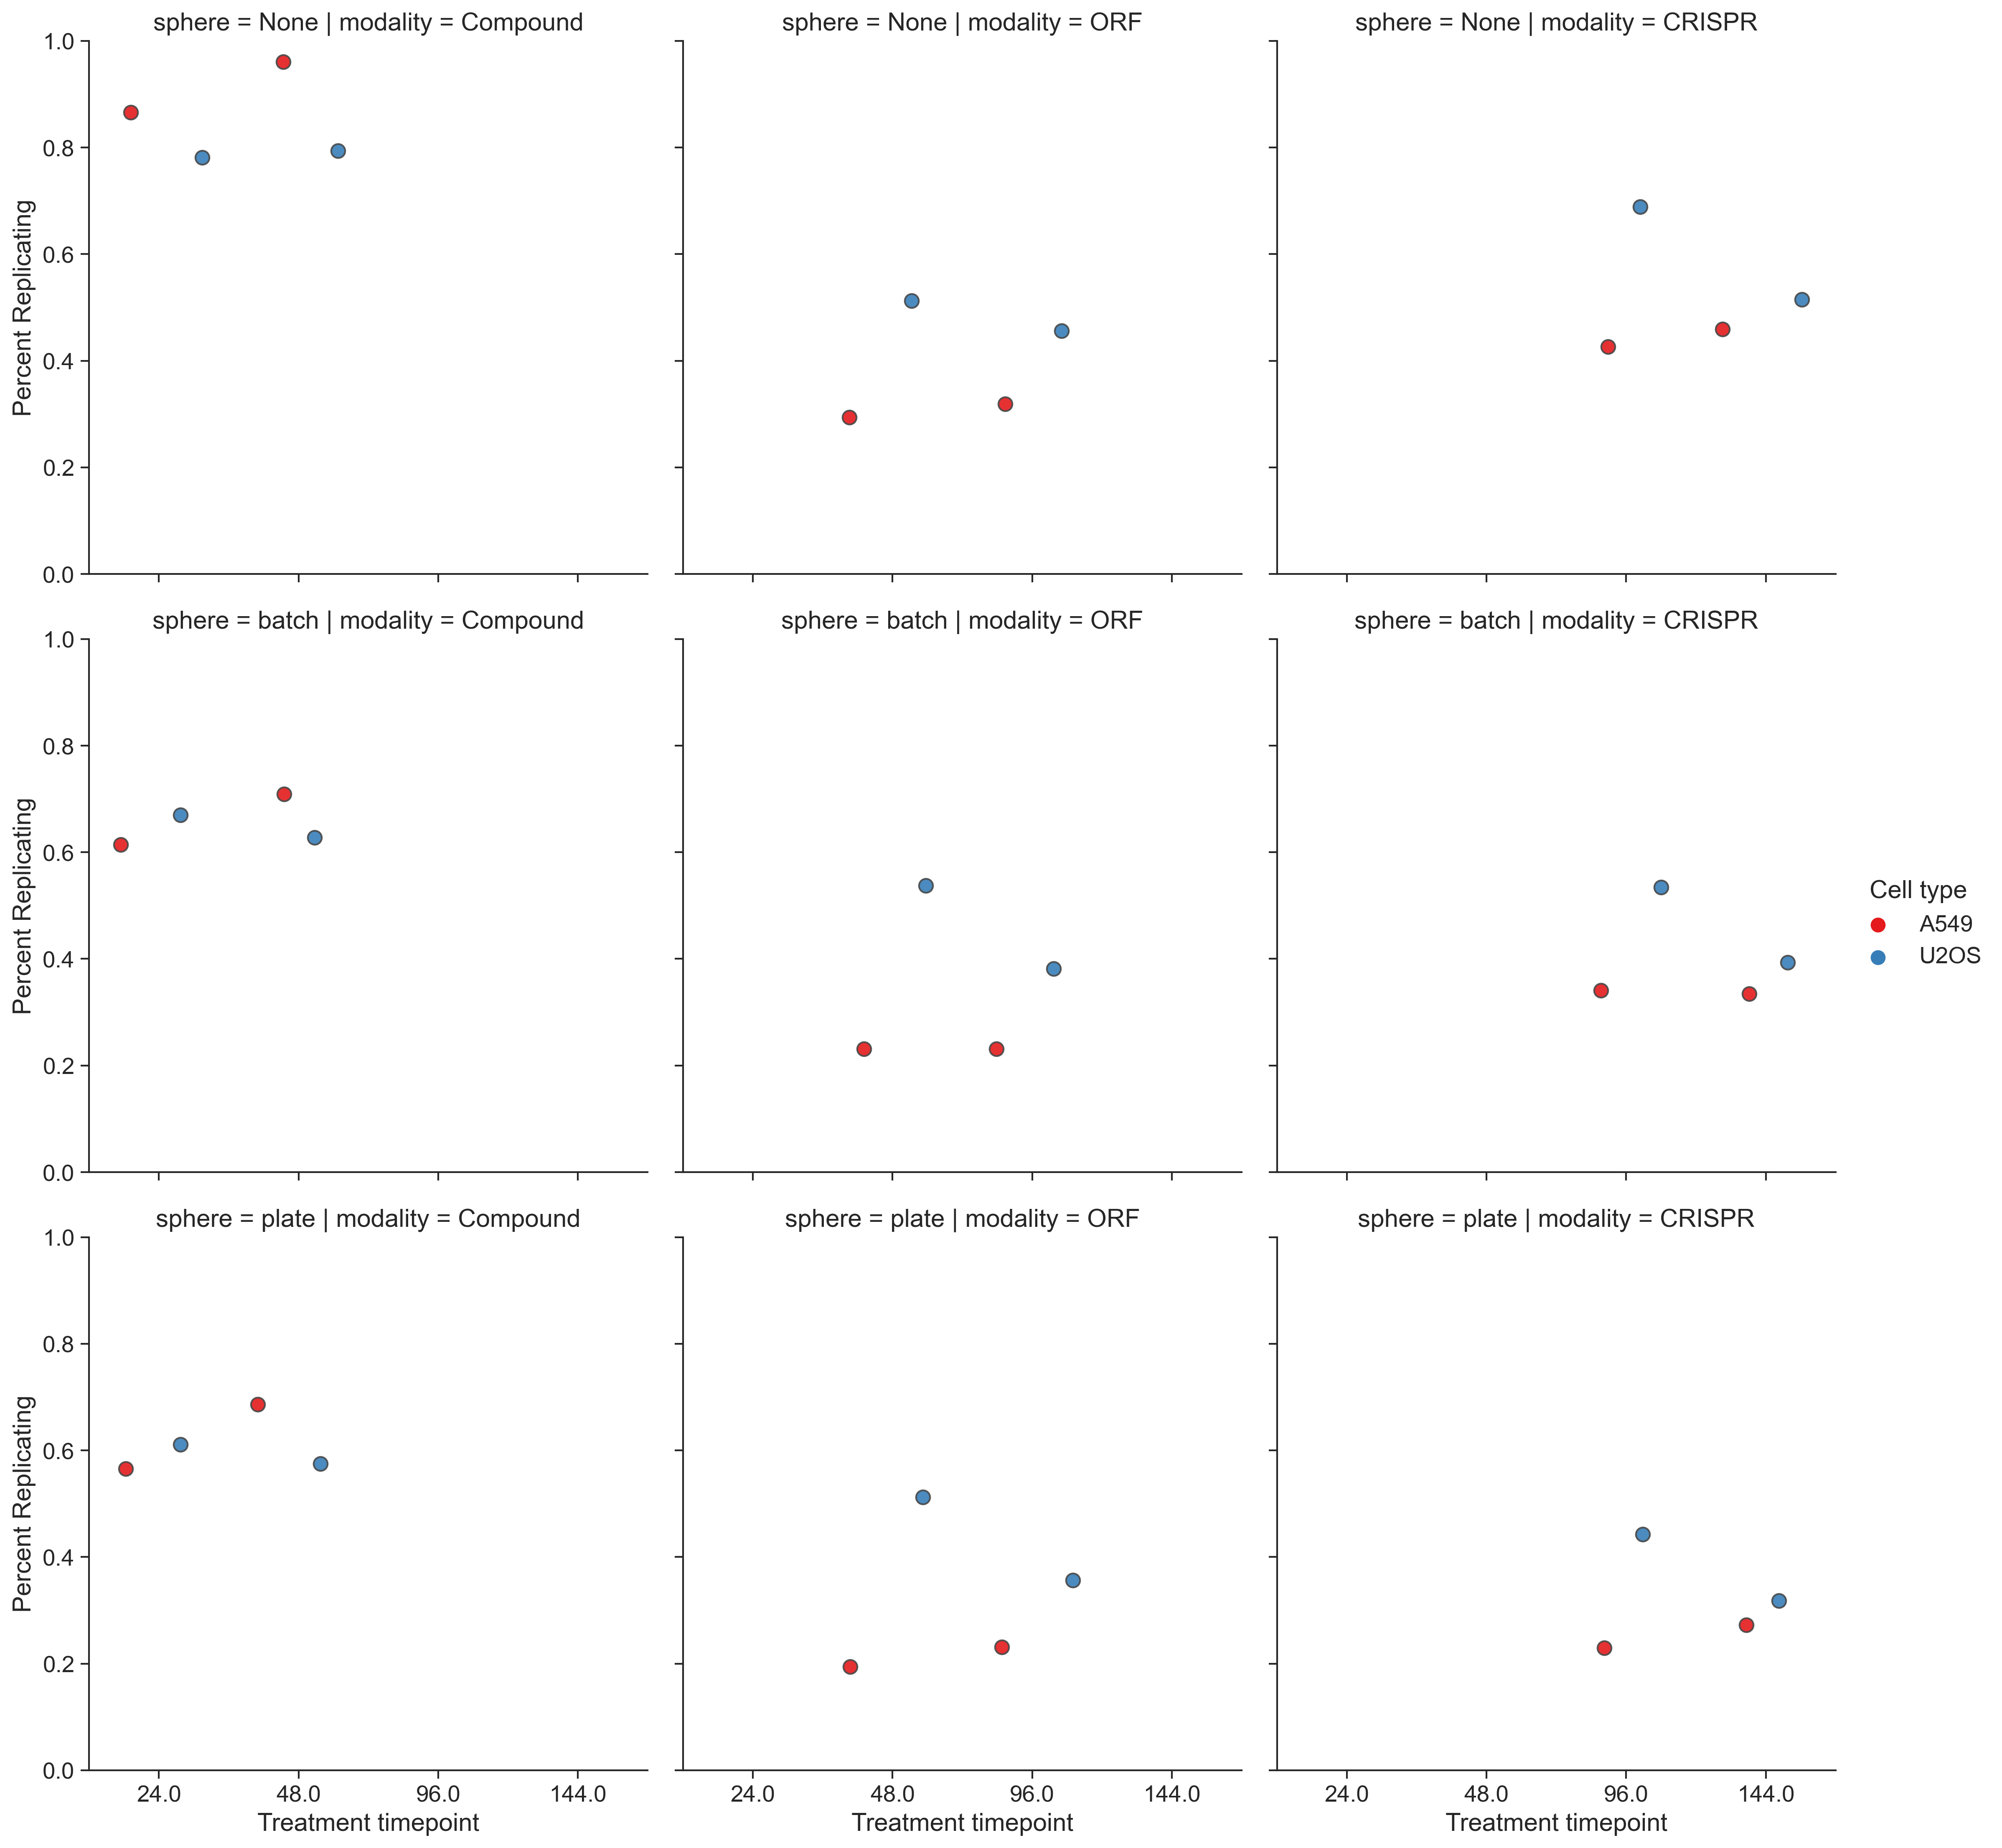 sphere = None | modality = Compound
sphere = None | modality = ORF
sphere = None | modality = CRISPR
1.0
0.8
0.6
0.4
0.2
0.0
Percent Replicating
sphere = batch | modality = Compound
sphere = batch | modality = ORF
sphere = batch | modality = CRISPR
1.0
0.8
0.6
0.4
0.2
0.0
Percent Replicating
Cell type
A549
U2OS
sphere = plate | modality = Compound
sphere = plate | modality = ORF
sphere = plate | modality = CRISPR
1.0
0.8
0.6
0.4
0.2
0.0
Percent Replicating
24.0 48.0 96.0 144.0
24.0 48.0 96.0 144.0
24.0 48.0 96.0 144.0
Treatment timepoint
Treatment timepoint
Treatment timepoint